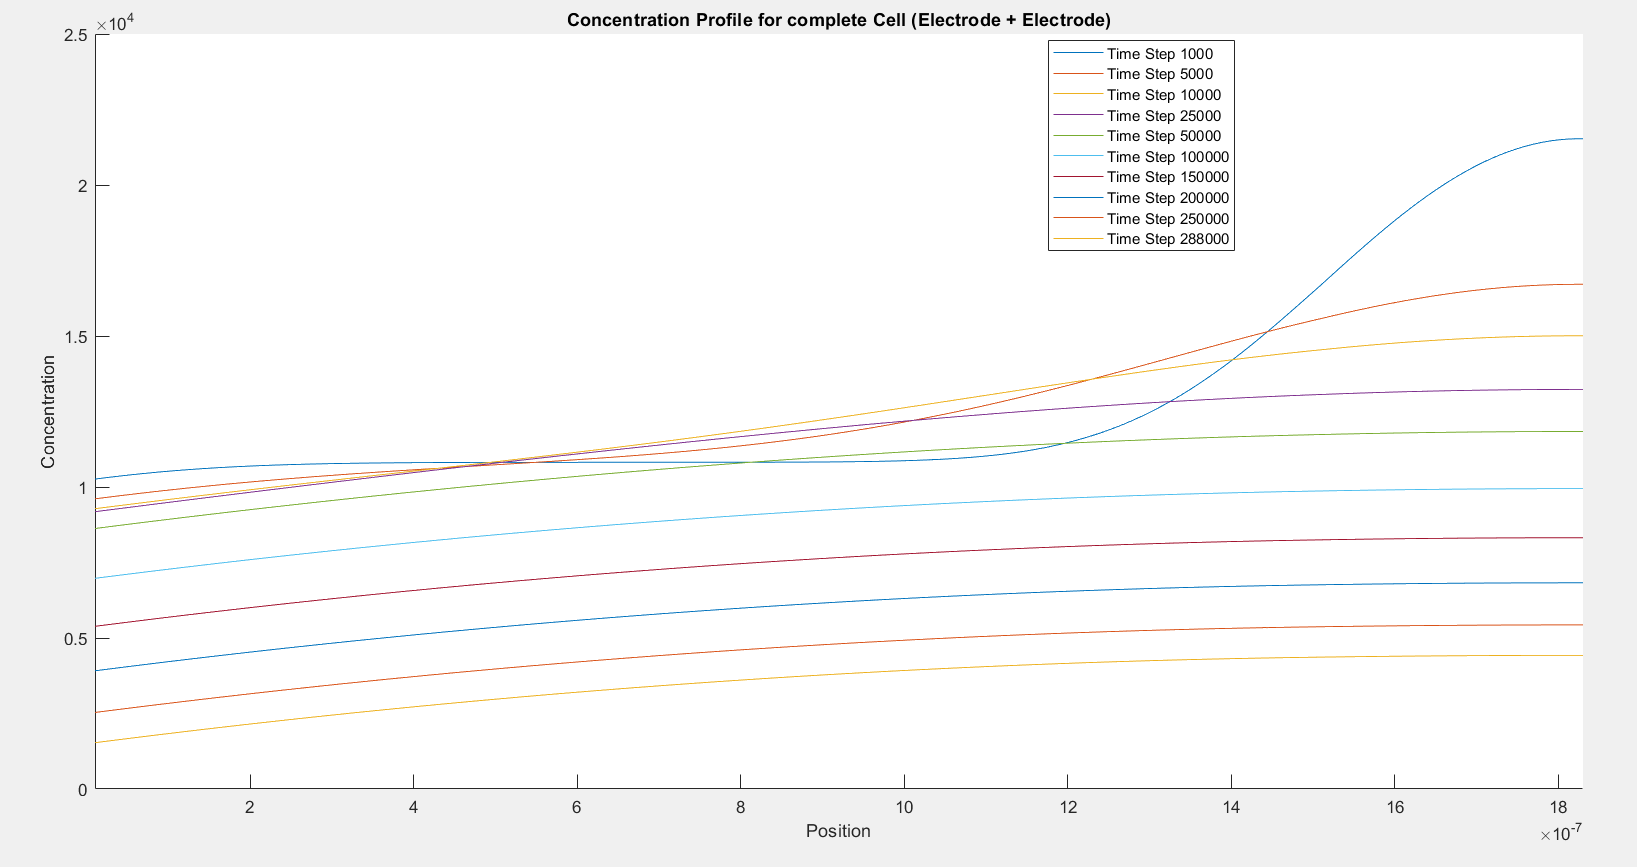 Concentration Profile for complete Cell (Electrode + Electrode)
×10^4
2.5
2
1.5
1
0.5
0
Concentration
Time Step 1000
Time Step 5000
Time Step 10000
Time Step 25000
Time Step 50000
Time Step 100000
Time Step 150000
Time Step 200000
Time Step 250000
Time Step 288000
2 4 6 8 10 12 14 16 18
Position
×10^-7